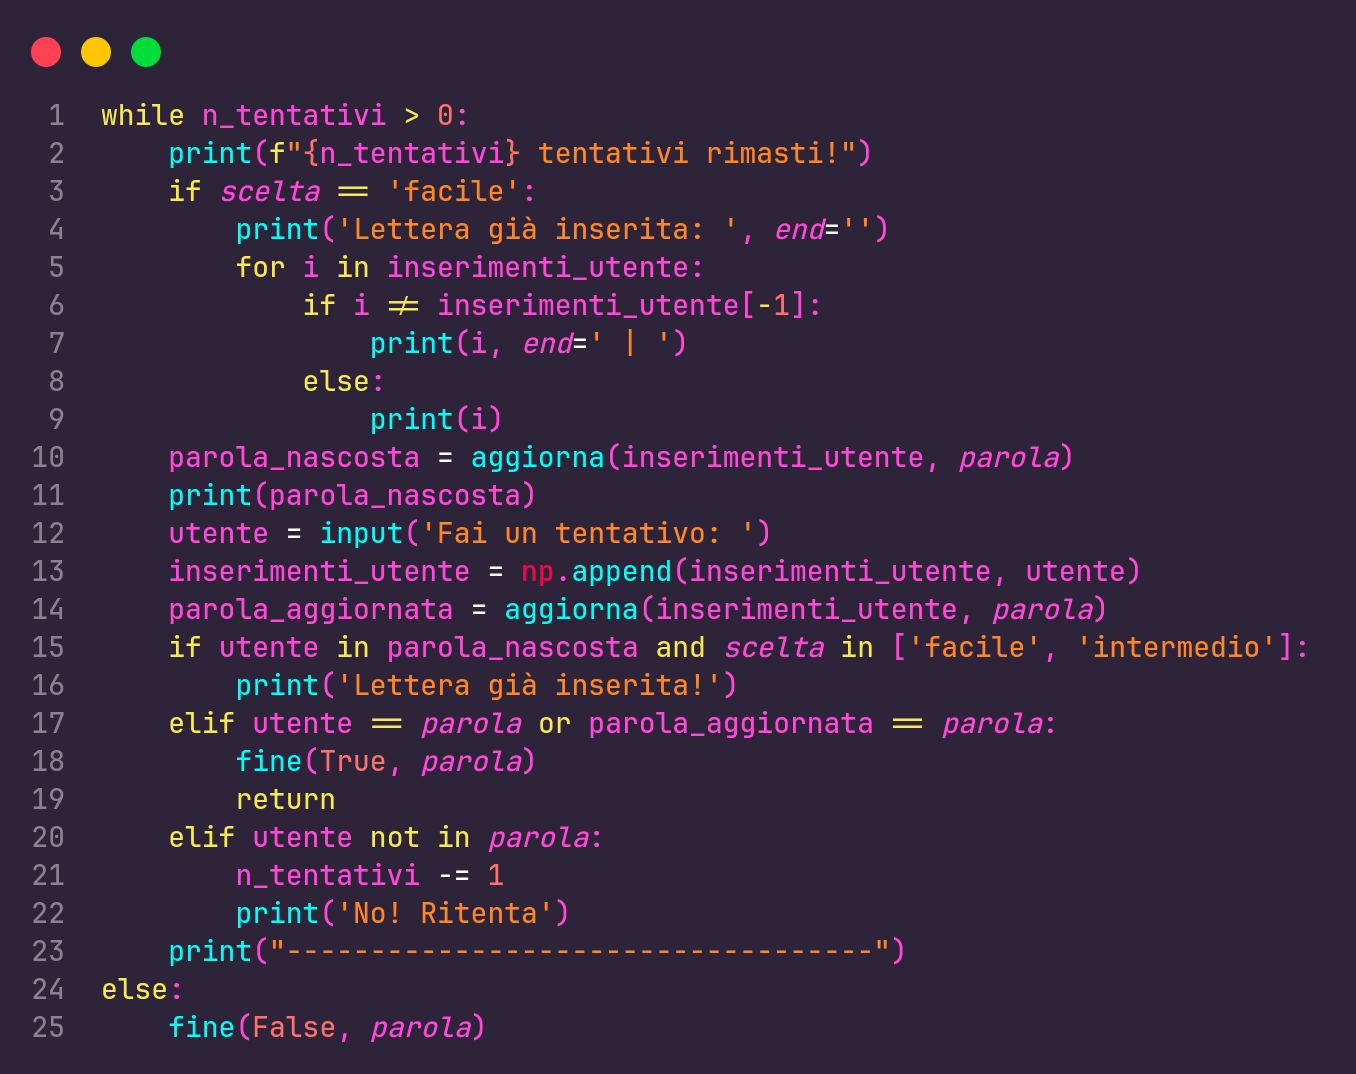 1 while n_tentativi > 0:
2     print(f"{n_tentativi} tentativi rimasti!")
3     if scelta == 'facile':
4         print('Lettera già inserita: ', end='')
5         for i in inserimenti_utente:
6             if i != inserimenti_utente[-1]:
7                 print(i, end=' | ')
8             else:
9                 print(i)
10     parola_nascosta = aggiorna(inserimenti_utente, parola)
11     print(parola_nascosta)
12     utente = input('Fai un tentativo: ')
13     inserimenti_utente = np.append(inserimenti_utente, utente)
14     parola_aggiornata = aggiorna(inserimenti_utente, parola)
15     if utente in parola_nascosta and scelta in ['facile', 'intermedio']:
16         print('Lettera già inserita!')
17     elif utente == parola or parola_aggiornata == parola:
18         fine(True, parola)
19         return
20     elif utente not in parola:
21         n_tentativi -= 1
22         print('No! Ritenta')
23     print("-----------------------------------")
24 else:
25     fine(False, parola)